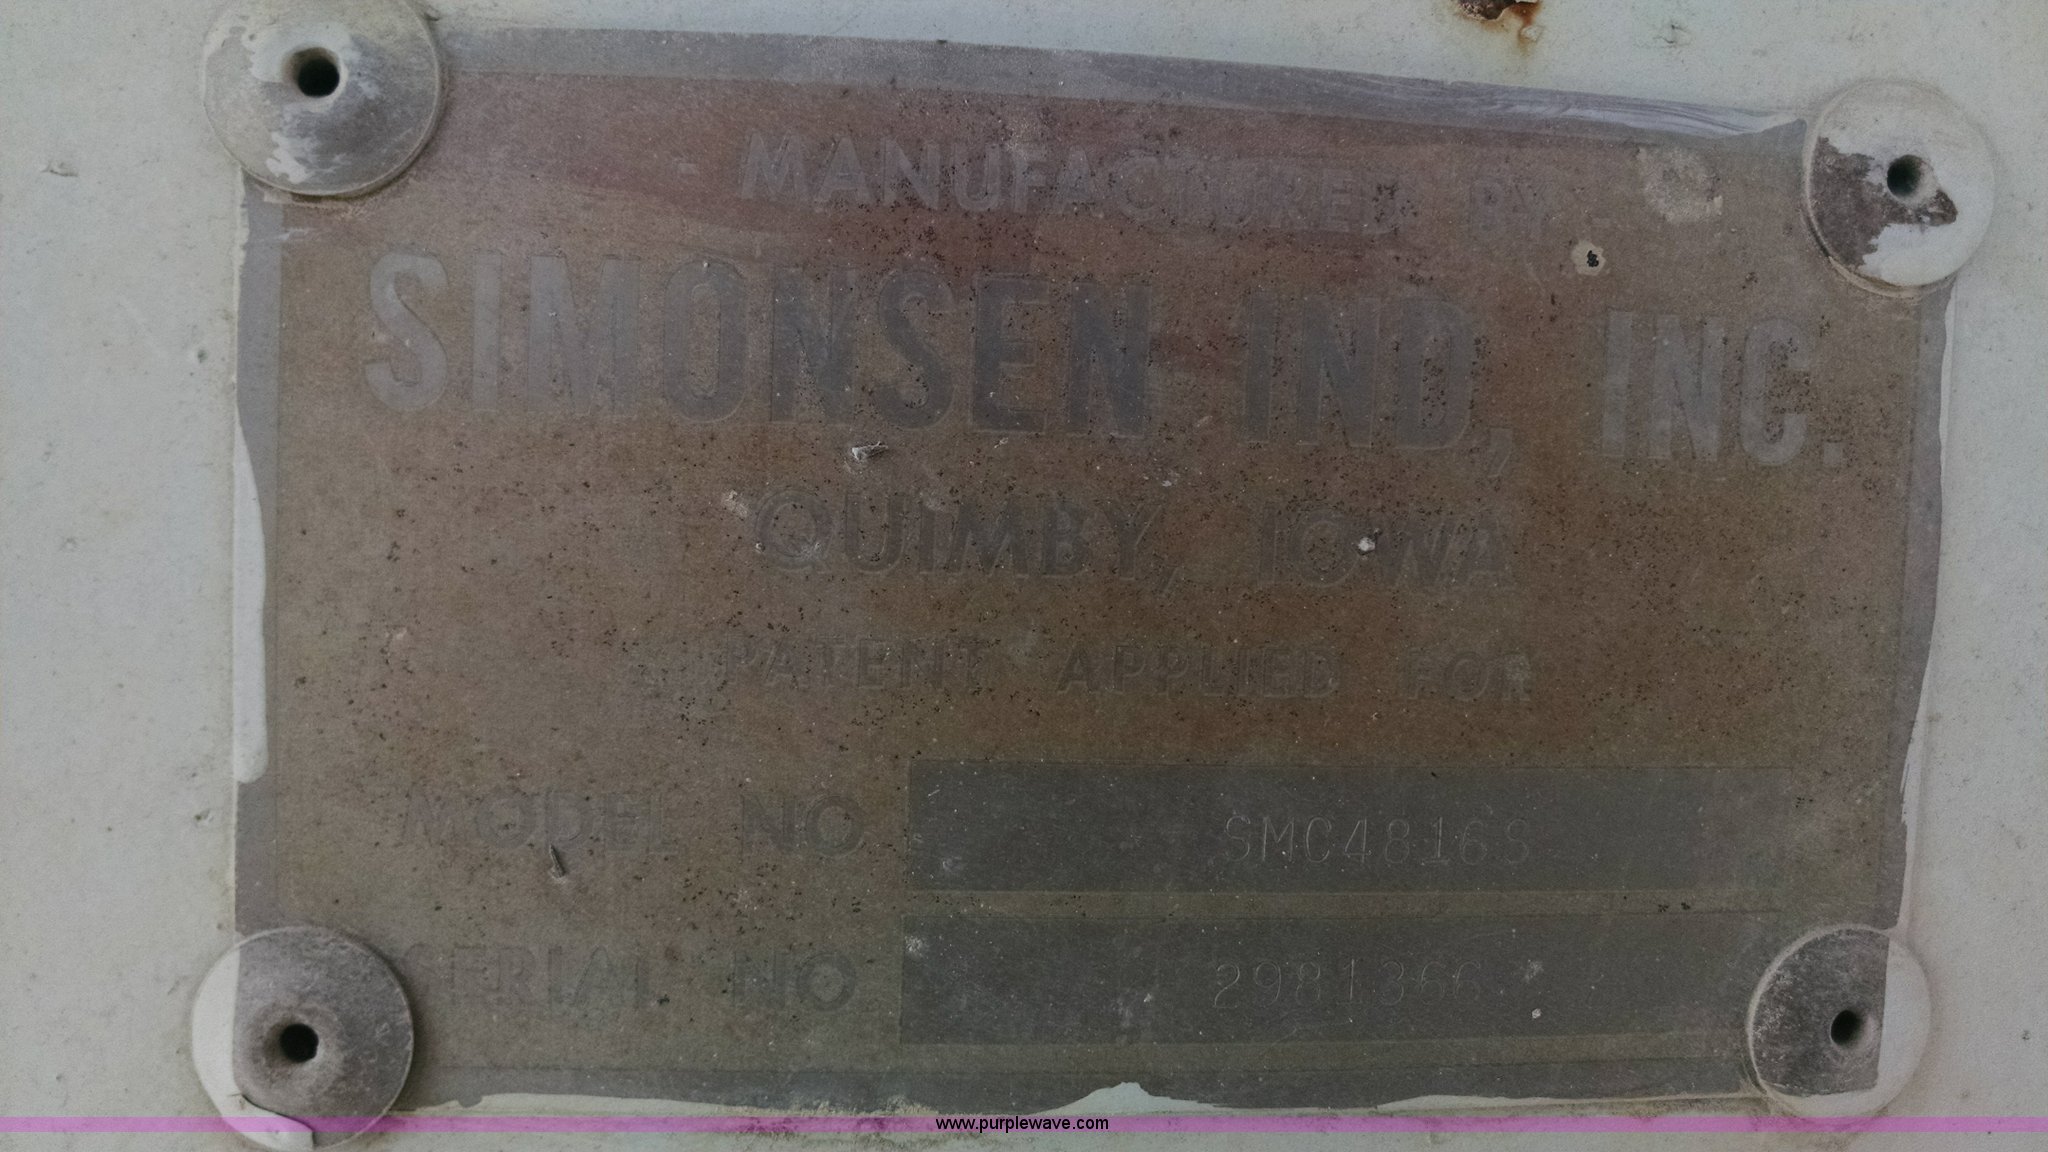 - MANUFACTURED BY -
SIMONSEN IND, INC.
QUIMBY, IOWA
PATENT APPLIED FOR
MODEL NO SMC4816S
SERIAL NO 2981366
www.purplewave.com